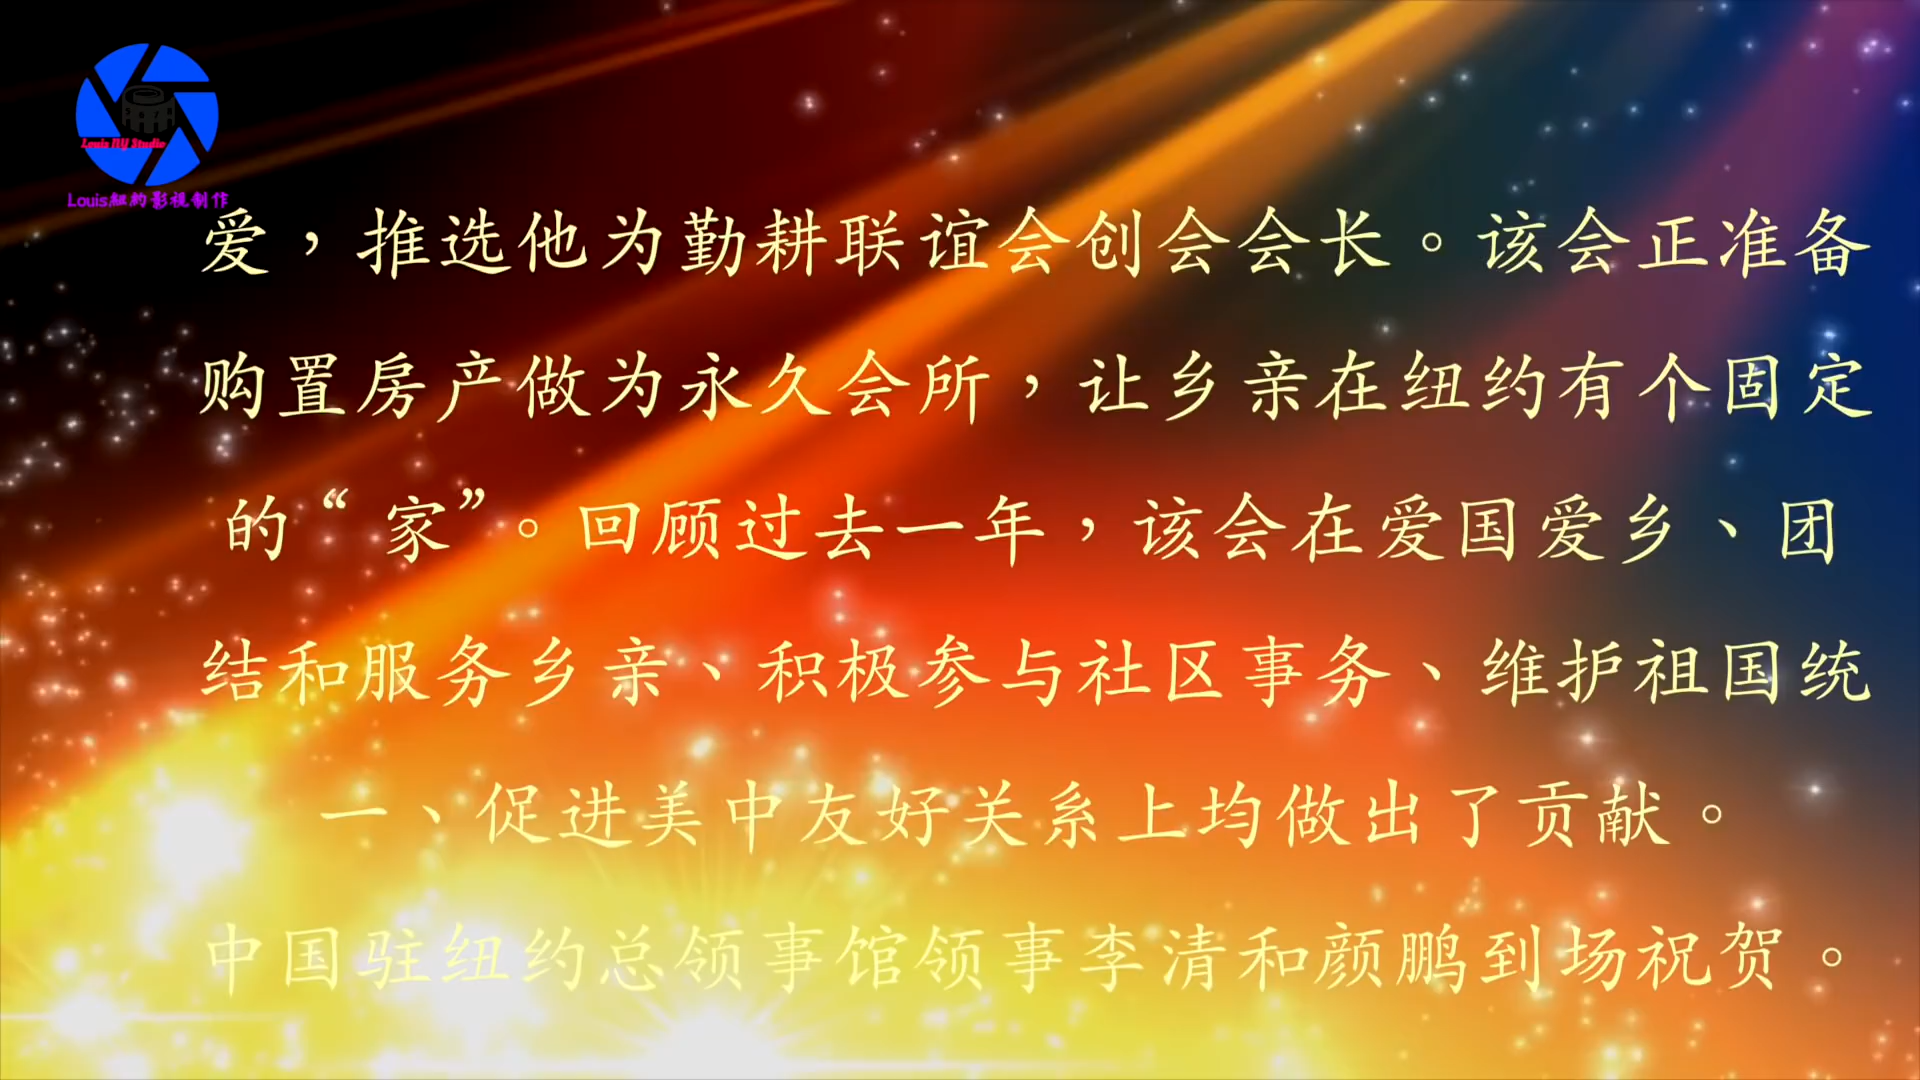 Louis NY Studio
Louis紐約影視制作
爱，推选他为勤耕联谊会创会会长。该会正准备
购置房产做为永久会所，让乡亲在纽约有个固定
的“家”。回顾过去一年，该会在爱国爱乡、团
结和服务乡亲、积极参与社区事务、维护祖国统
一、促进美中友好关系上均做出了贡献。
中国驻纽约总领事馆领事李清和颜鹏到场祝贺。